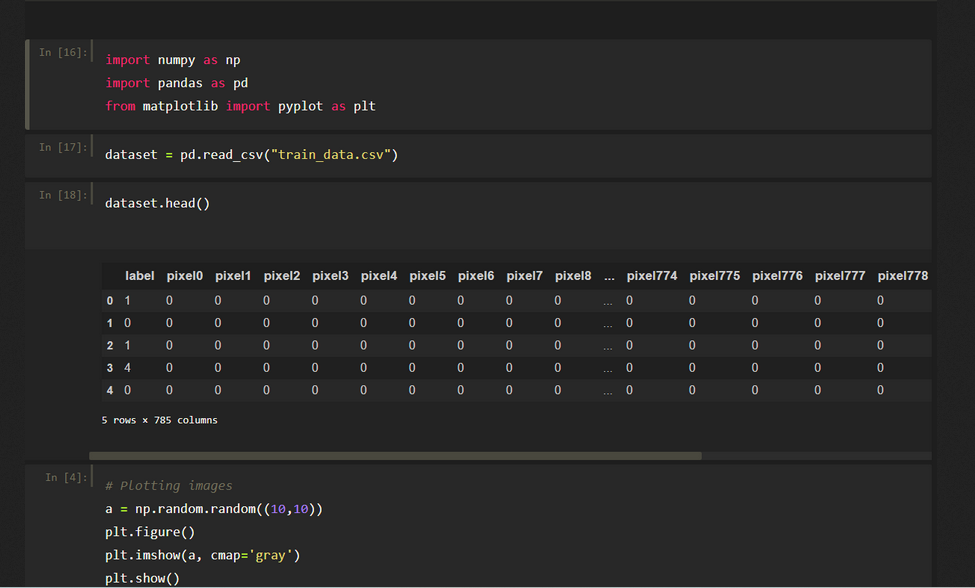 In [16]:
import numpy as np
import pandas as pd
from matplotlib import pyplot as plt
In [17]:
dataset = pd.read_csv("train_data.csv")
In [18]:
dataset.head()
label pixel0 pixel1 pixel2 pixel3 pixel4 pixel5 pixel6 pixel7 pixel8 ... pixel774 pixel775 pixel776 pixel777 pixel778
0 1 0 0 0 0 0 0 0 0 0 ... 0 0 0 0 0
1 0 0 0 0 0 0 0 0 0 0 ... 0 0 0 0 0
2 1 0 0 0 0 0 0 0 0 0 ... 0 0 0 0 0
3 4 0 0 0 0 0 0 0 0 0 ... 0 0 0 0 0
4 0 0 0 0 0 0 0 0 0 0 ... 0 0 0 0 0
5 rows × 785 columns
In [4]:
# Plotting images
a = np.random.random((10,10))
plt.figure()
plt.imshow(a, cmap='gray')
plt.show()